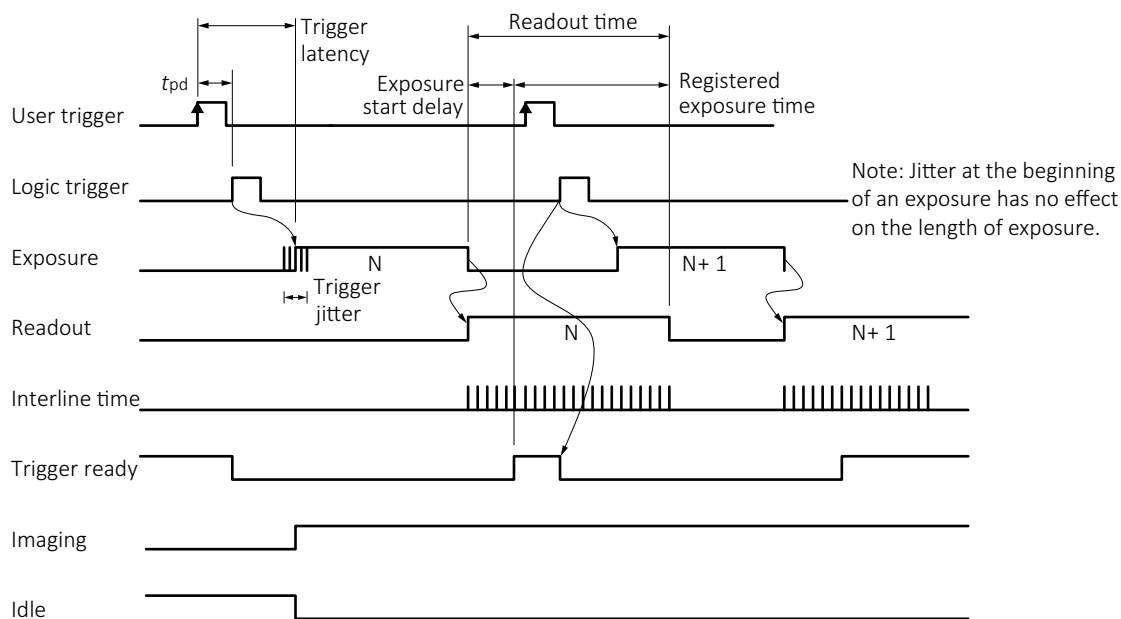 Trigger
latency
Readout time
tpd
Exposure
start delay
Registered
exposure time
User trigger
Logic trigger
Note: Jitter at the beginning
of an exposure has no effect
on the length of exposure.
Exposure
N
N+ 1
Trigger
jitter
Readout
N
N+ 1
Interline time
Trigger ready
Imaging
Idle